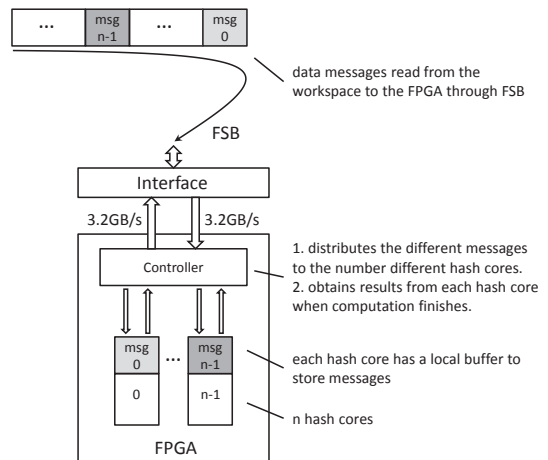 ... msg n-1 ... msg 0
data messages read from the
workspace to the FPGA through FSB
FSB
Interface
3.2GB/s 3.2GB/s
Controller
1. distributes the different messages
to the number different hash cores.
2. obtains results from each hash core
when computation finishes.
msg 0 ... msg n-1
each hash core has a local buffer to
store messages
0 n-1
n hash cores
FPGA